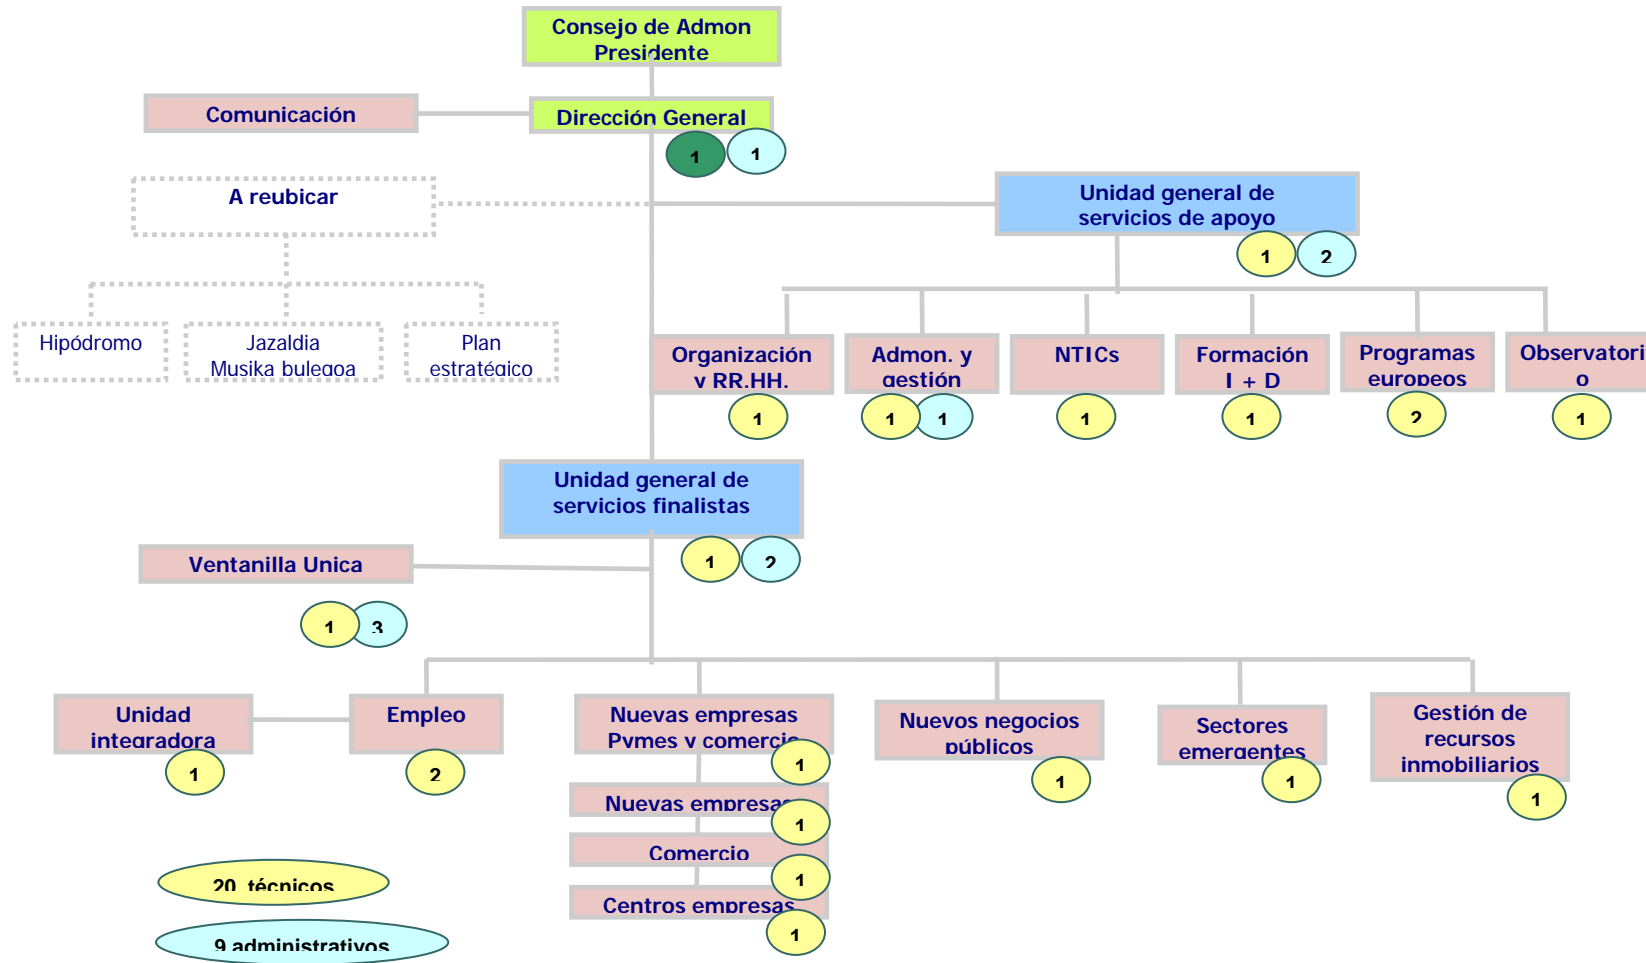 Consejo de Admon
Presidente
Comunicación
Dirección General
1
1
A reubicar
Unidad general de
servicios de apoyo
1
2
Hipódromo
Jazaldia
Musika bulegoa
Plan
estratégico
Organización
y RR.HH.
1
Admon. y
gestión
1
1
NTICs
1
Formación
I + D
1
Programas
europeos
2
Observatori
o
1
Unidad general de
servicios finalistas
1
2
Ventanilla Unica
1
3
Unidad
integradora
1
Empleo
2
Nuevas empresas
Pymes y comercio
1
Nuevas empresas
1
Comercio
1
Centros empresas
1
Nuevos negocios
públicos
1
Sectores
emergentes
1
Gestión de
recursos
inmobiliarios
1
20 técnicos
9 administrativos